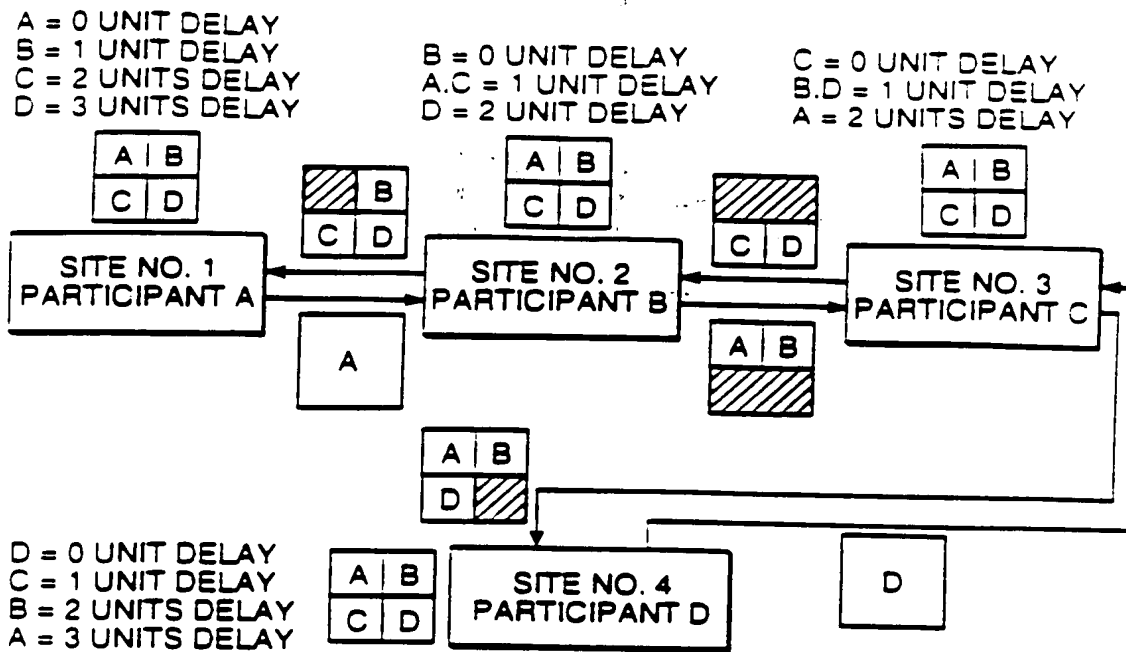 A = 0 UNIT DELAY
B = 1 UNIT DELAY
C = 2 UNITS DELAY
D = 3 UNITS DELAY
B = 0 UNIT DELAY
A.C = 1 UNIT DELAY
D = 2 UNIT DELAY
C = 0 UNIT DELAY
B.D = 1 UNIT DELAY
A = 2 UNITS DELAY
A B
C D
B
C D
A B
C D
C D
A B
C D
SITE NO. 1
PARTICIPANT A
SITE NO. 2
PARTICIPANT B
SITE NO. 3
PARTICIPANT C
A
A B
A B
D
D = 0 UNIT DELAY
C = 1 UNIT DELAY
B = 2 UNITS DELAY
A = 3 UNITS DELAY
A B
C D
SITE NO. 4
PARTICIPANT D
D